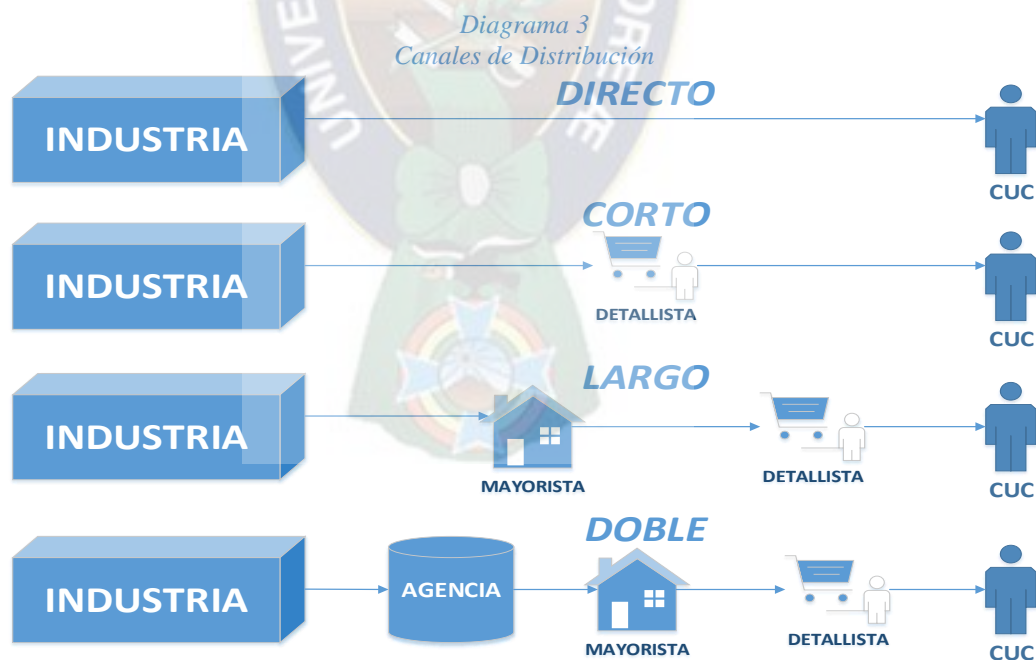 Diagrama 3
Canales de Distribución
DIRECTO
INDUSTRIA
CUC
CORTO
INDUSTRIA
DETALLISTA
CUC
LARGO
INDUSTRIA
MAYORISTA
DETALLISTA
CUC
DOBLE
INDUSTRIA
AGENCIA
MAYORISTA
DETALLISTA
CUC